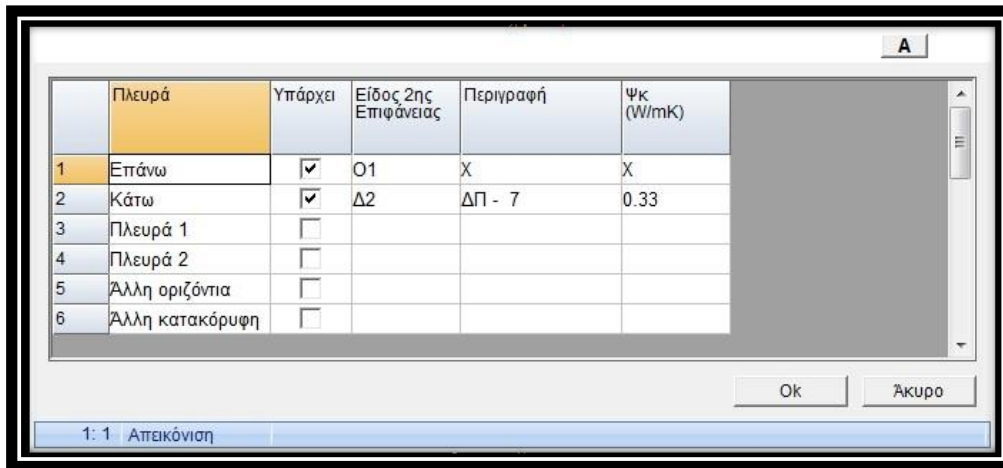 A
Πλευρά Υπάρχει Είδος 2ης Επιφάνειας Περιγραφή Ψκ (W/mK)
1 Επάνω Ο1 Χ Χ
2 Κάτω Δ2 ΔΠ - 7 0.33
3 Πλευρά 1
4 Πλευρά 2
5 Άλλη οριζόντια
6 Άλλη κατακόρυφη
Ok Άκυρο
1: 1 Απεικόνιση